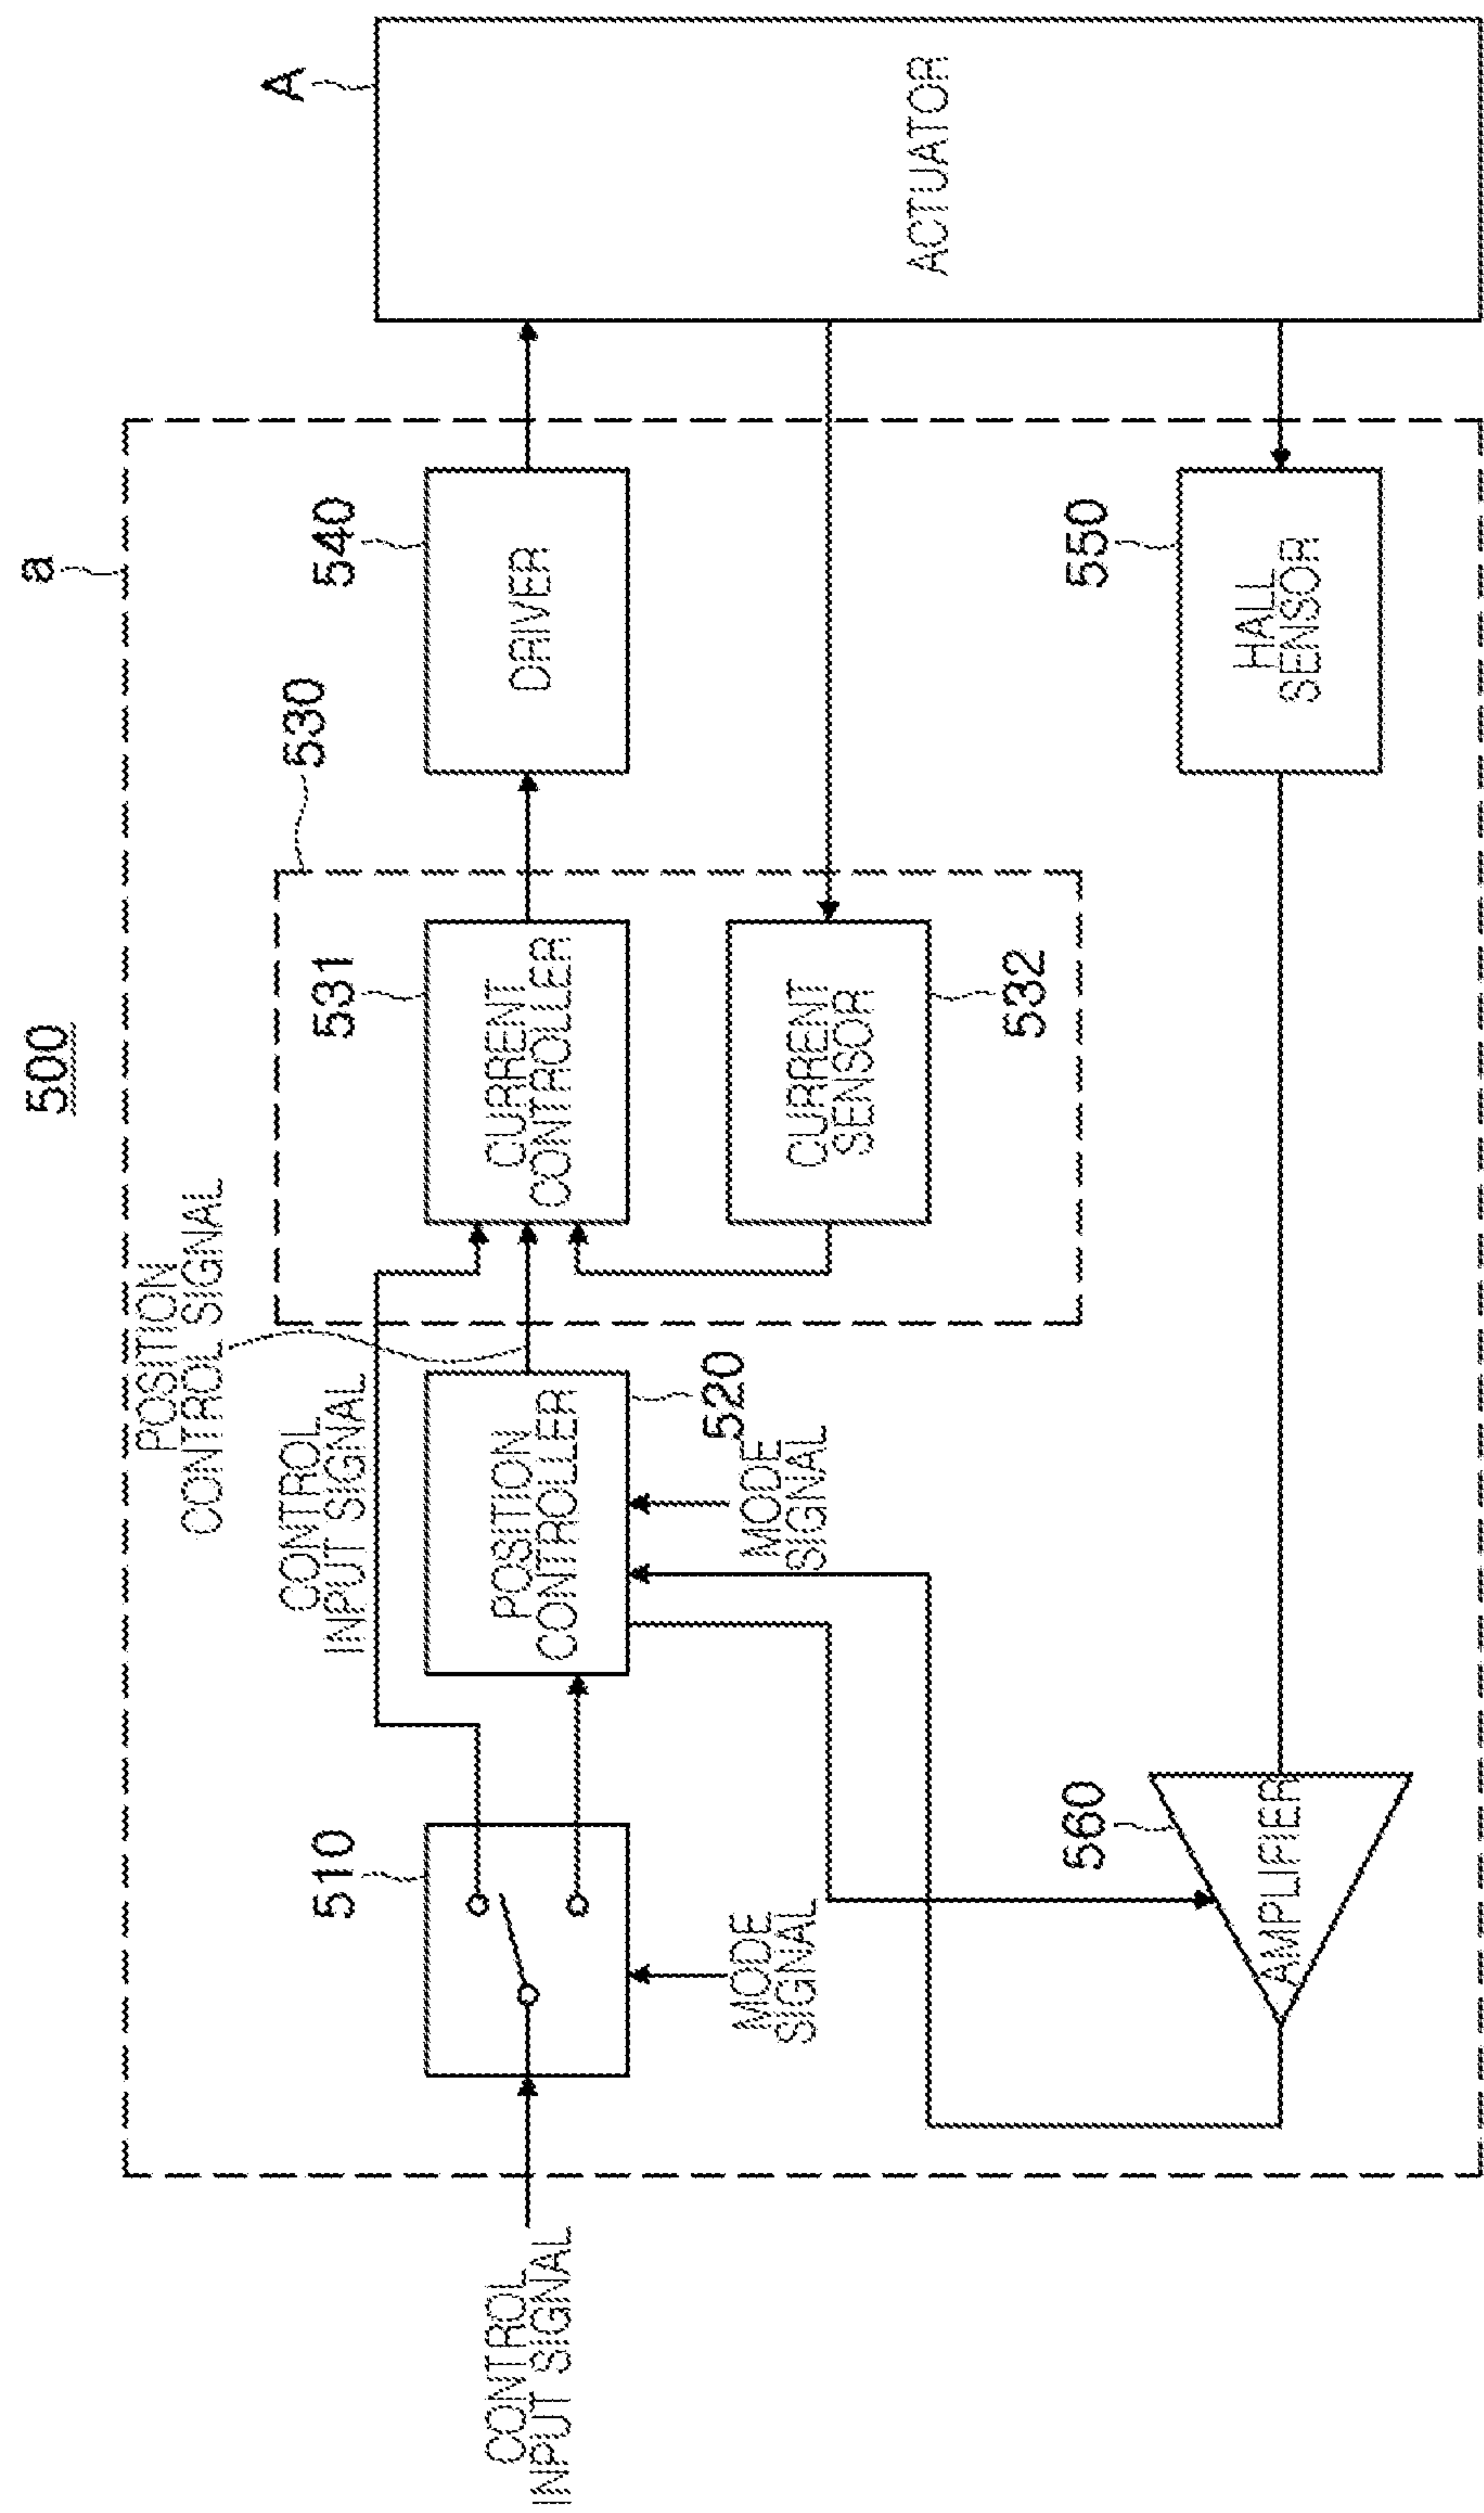 500
a
A
POSITION
CONTROL SIGNAL
CONTROL
INPUT SIGNAL
530
510
531
540
CONTROL
INPUT SIGNAL
POSITION
CONTROLLER
CURRENT
CONTROLLER
DRIVER
520
MODE
SIGNAL
MODE
SIGNAL
CURRENT
SENSOR
532
ACTUATOR
560
550
AMPLIFIER
HALL
SENSOR